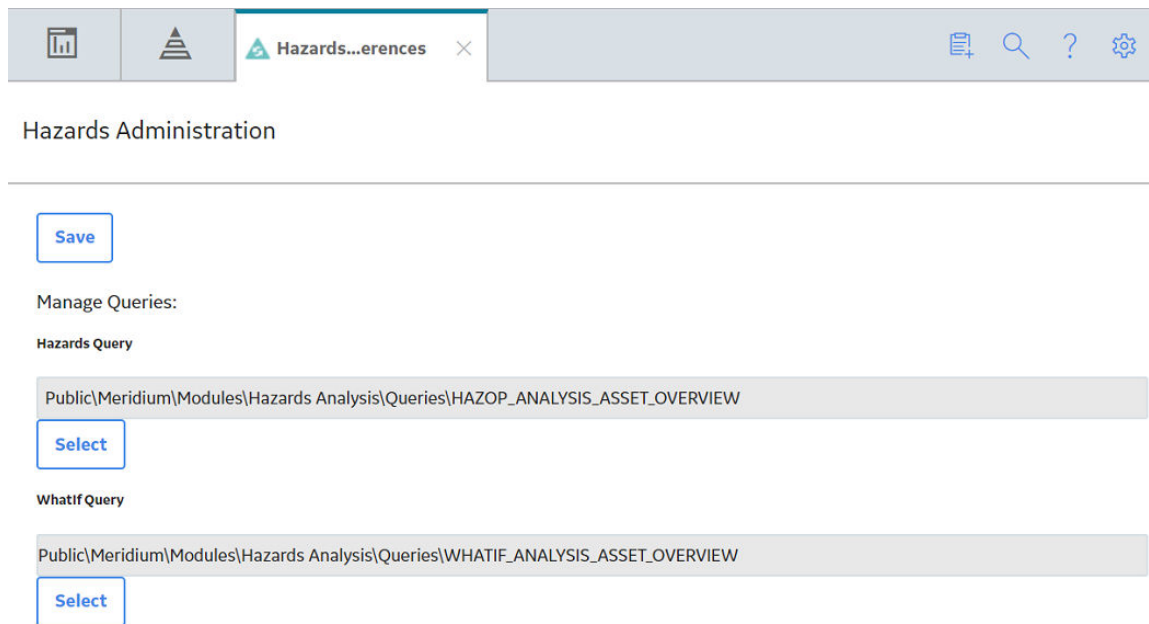 Hazards...erences
Hazards Administration
Save
Manage Queries:
Hazards Query
Public\Meridium\Modules\Hazards Analysis\Queries\HAZOP_ANALYSIS_ASSET_OVERVIEW
Select
WhatIf Query
Public\Meridium\Modules\Hazards Analysis\Queries\WHATIF_ANALYSIS_ASSET_OVERVIEW
Select